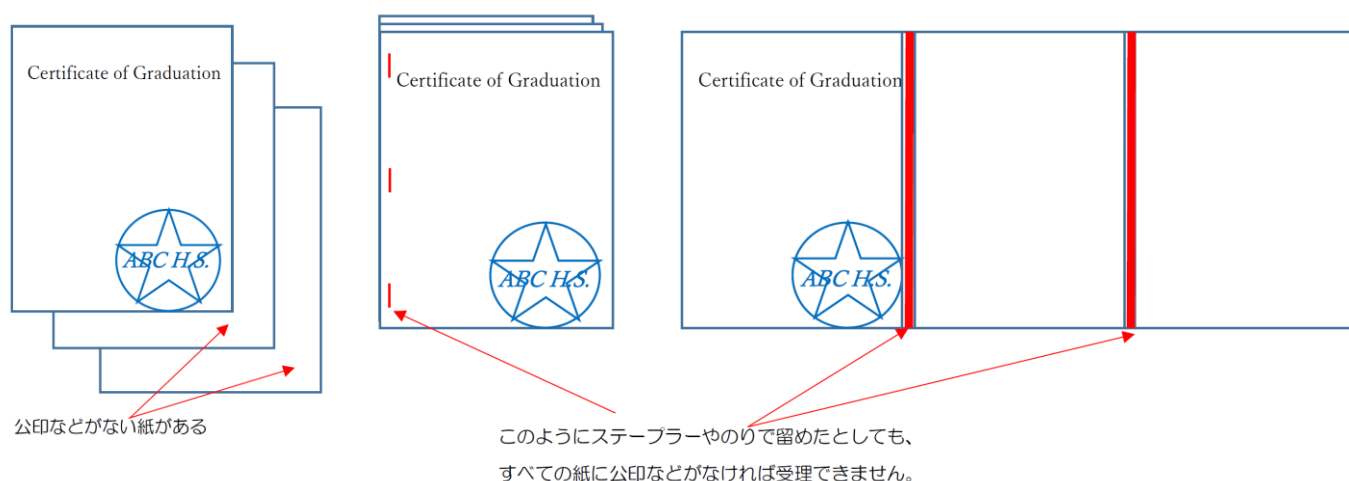 Certificate of Graduation
ABC H.S.
Certificate of Graduation
ABC H.S.
Certificate of Graduation
ABC H.S.
公印などがない紙がある
このようにステープラーやのりで留めたとしても、
すべての紙に公印などがなければ受理できません。